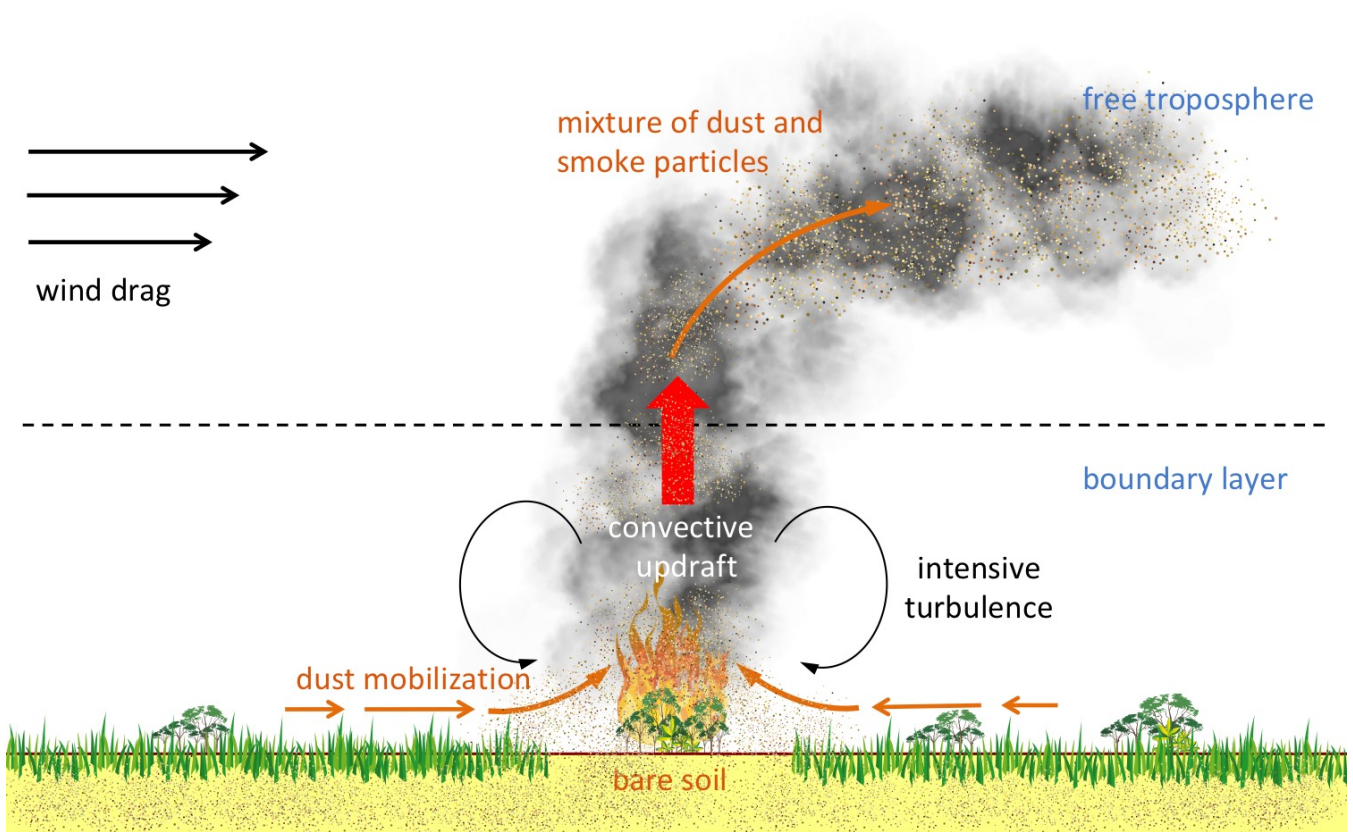 free troposphere
mixture of dust and
smoke particles
wind drag
boundary layer
convective
updraft
intensive
turbulence
dust mobilization
bare soil